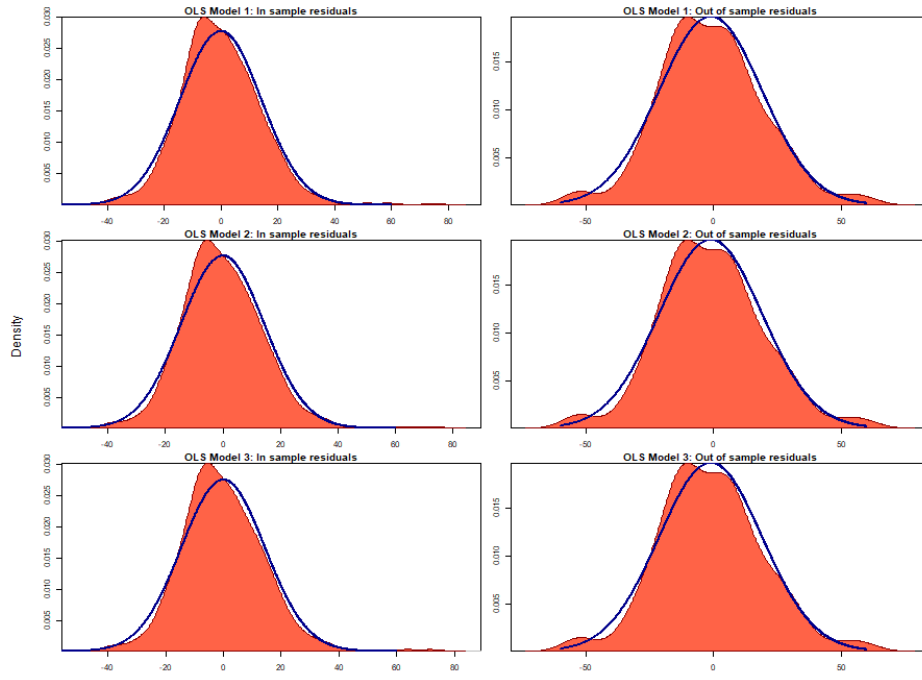 OLS Model 1: In sample residuals
OLS Model 1: Out of sample residuals
0.005 0.010 0.015 0.020 0.025 0.030
-40 -20 0 20 40 60 80
0.005 0.010 0.015
-50 0 50
OLS Model 2: In sample residuals
OLS Model 2: Out of sample residuals
Density
0.005 0.010 0.015 0.020 0.025 0.030
-40 -20 0 20 40 60 80
0.005 0.010 0.015
-50 0 50
OLS Model 3: In sample residuals
OLS Model 3: Out of sample residuals
0.005 0.010 0.015 0.020 0.025 0.030
-40 -20 0 20 40 60 80
0.005 0.010 0.015
-50 0 50